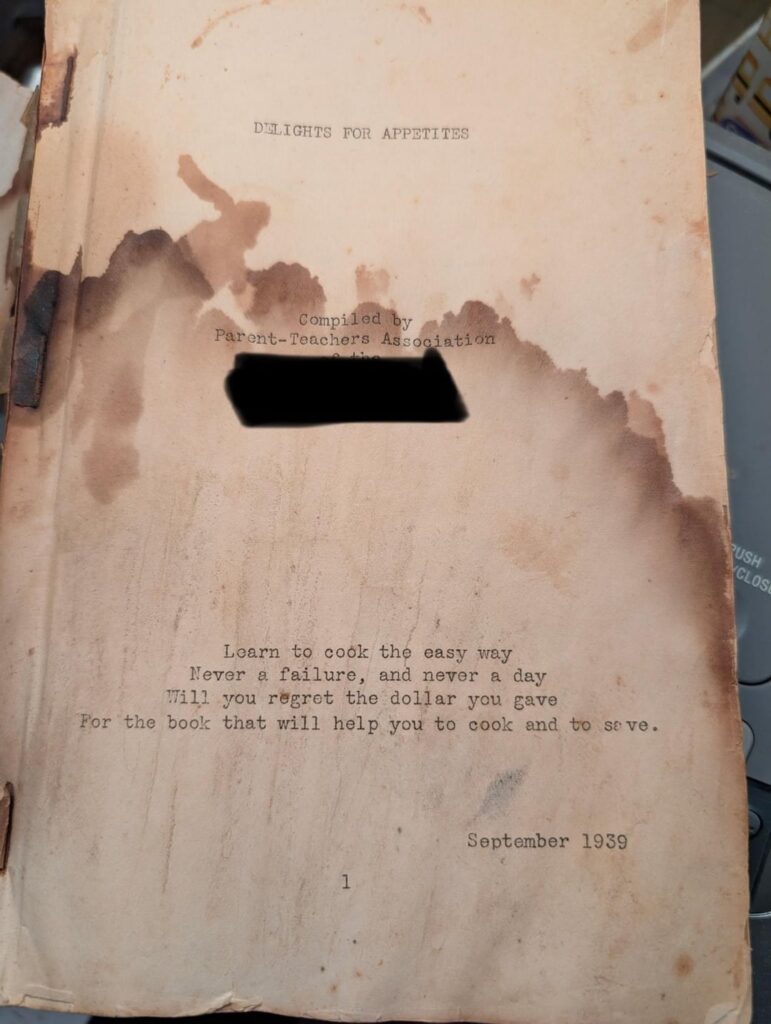 DELIGHTS FOR APPETITES
Compiled by
Parent-Teachers Association
the
Learn to cook the easy way
Never a failure, and never a day
Will you regret the dollar you gave
For the book that will help you to cook and to save.
September 1939
1
PUSH
/CLOSE